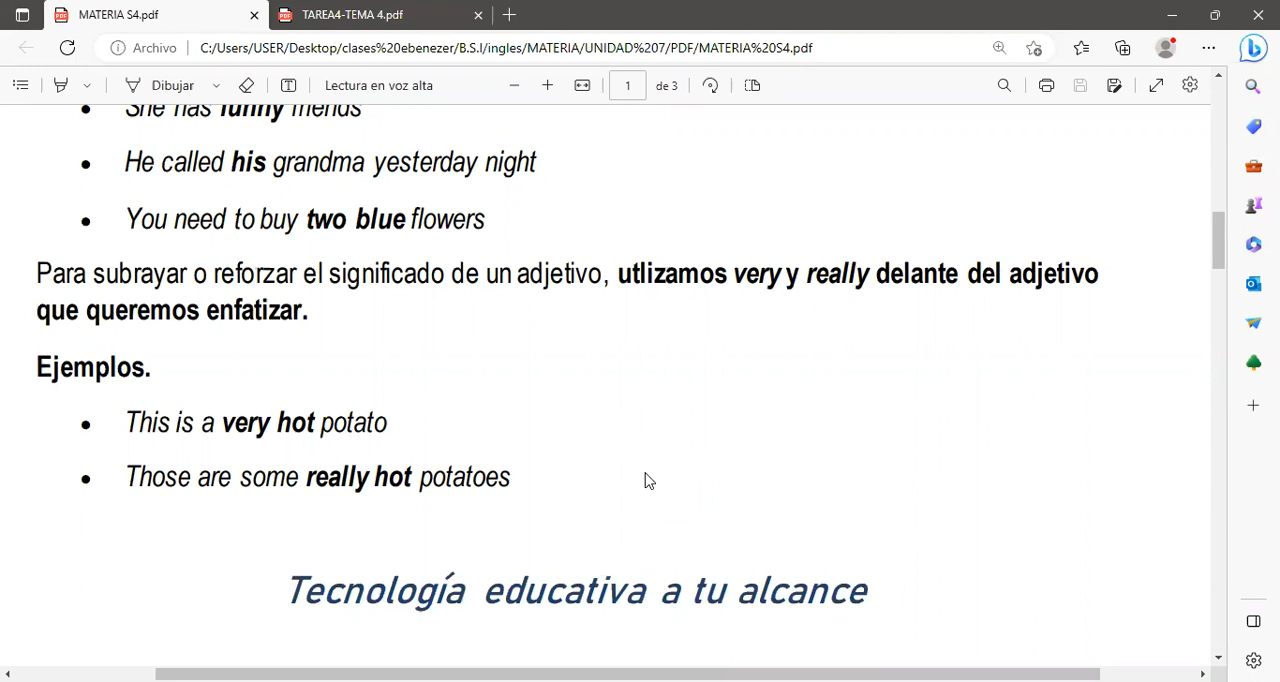 MATERIA S4.pdf
TAREA4-TEMA 4.pdf
Archivo
C:/Users/USER/Desktop/clases%20ebenezer/B.S.I/ingles/MATERIA/UNIDAD%207/PDF/MATERIA%20S4.pdf
Dibujar
Lectura en voz alta
1
de 3
• She has funny friends
• He called his grandma yesterday night
• You need to buy two blue flowers
Para subrayar o reforzar el significado de un adjetivo, utlizamos very y really delante del adjetivo
que queremos enfatizar.
Ejemplos.
• This is a very hot potato
• Those are some really hot potatoes
Tecnología educativa a tu alcance